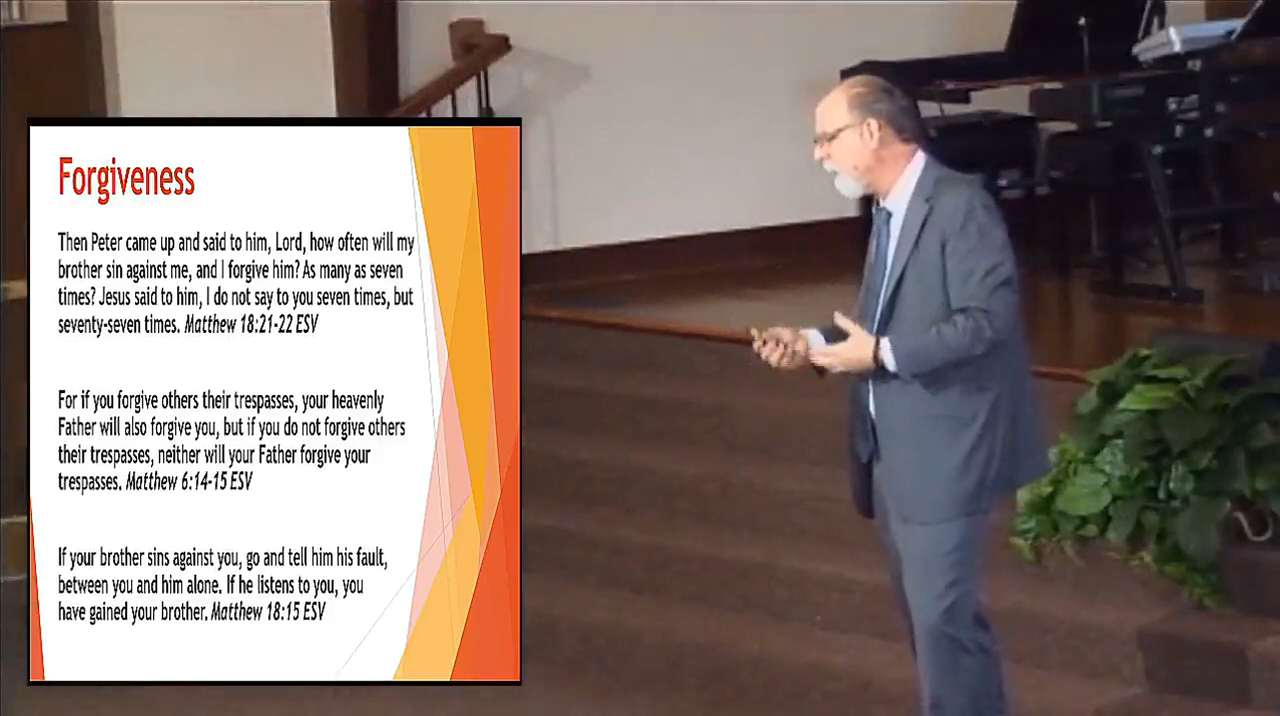 Forgiveness
Then Peter came up and said to him, Lord, how often will my
brother sin against me, and I forgive him? As many as seven
times? Jesus said to him, I do not say to you seven times, but
seventy-seven times. Matthew 18:21-22 ESV
For if you forgive others their trespasses, your heavenly
Father will also forgive you, but if you do not forgive others
their trespasses, neither will your Father forgive your
trespasses. Matthew 6:14-15 ESV
If your brother sins against you, go and tell him his fault,
between you and him alone. If he listens to you, you
have gained your brother. Matthew 18:15 ESV